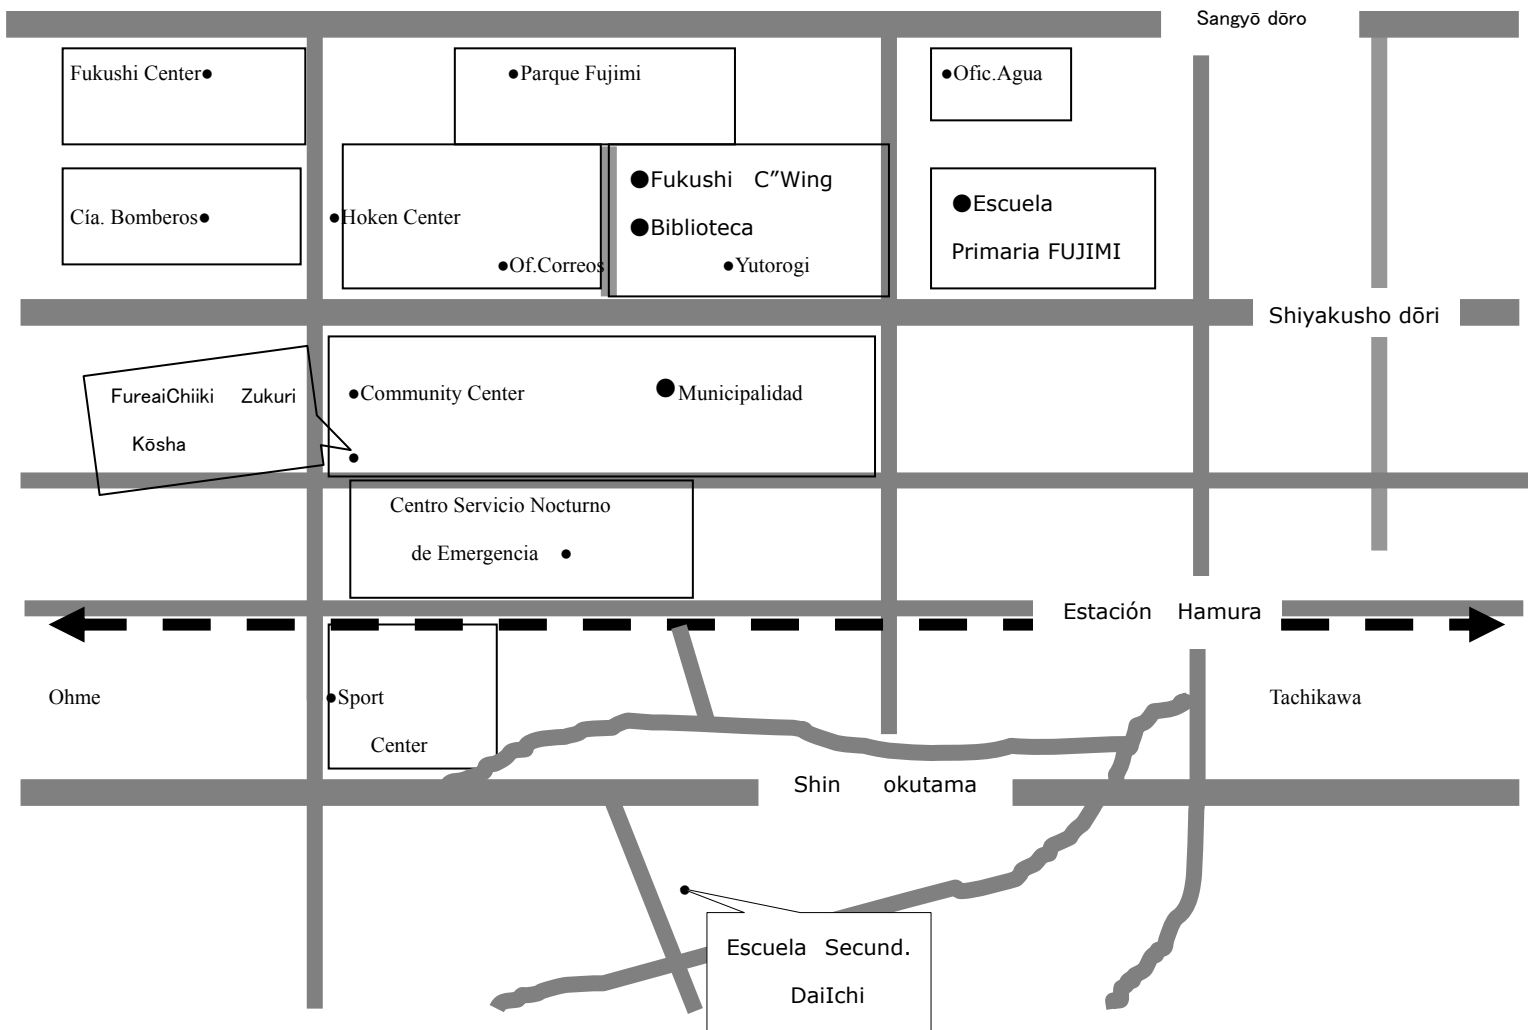 Sangyō dōro
Fukushi Center
Parque Fujimi
Ofic.Agua
Fukushi C”Wing
Cía. Bomberos
Hoken Center
Biblioteca
Escuela
Primaria FUJIMI
Of.Correos
Yutorogi
Shiyakusho dōri
FureaiChiiki Zukuri
Kōsha
Community Center
Municipalidad
Centro Servicio Nocturno
de Emergencia
Estación Hamura
Ohme
Sport
Center
Tachikawa
Shin okutama
Escuela Secund.
DaiIchi